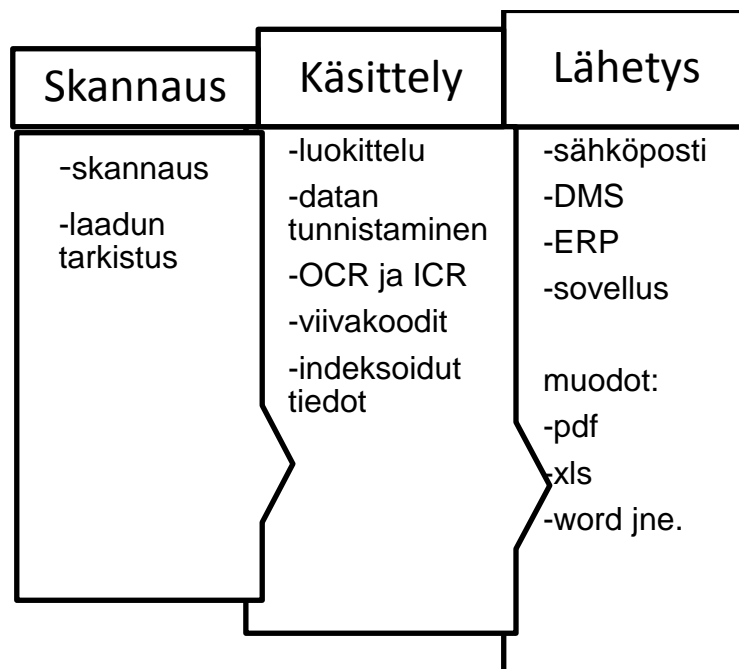 Skannaus
-skannaus
-laadun
tarkistus
Käsittely
-luokittelu
-datan
tunnistaminen
-OCR ja ICR
-viivakoodit
-indeksoidut
tiedot
Lähetys
-sähköposti
-DMS
-ERP
-sovellus
muodot:
-pdf
-xls
-word jne.